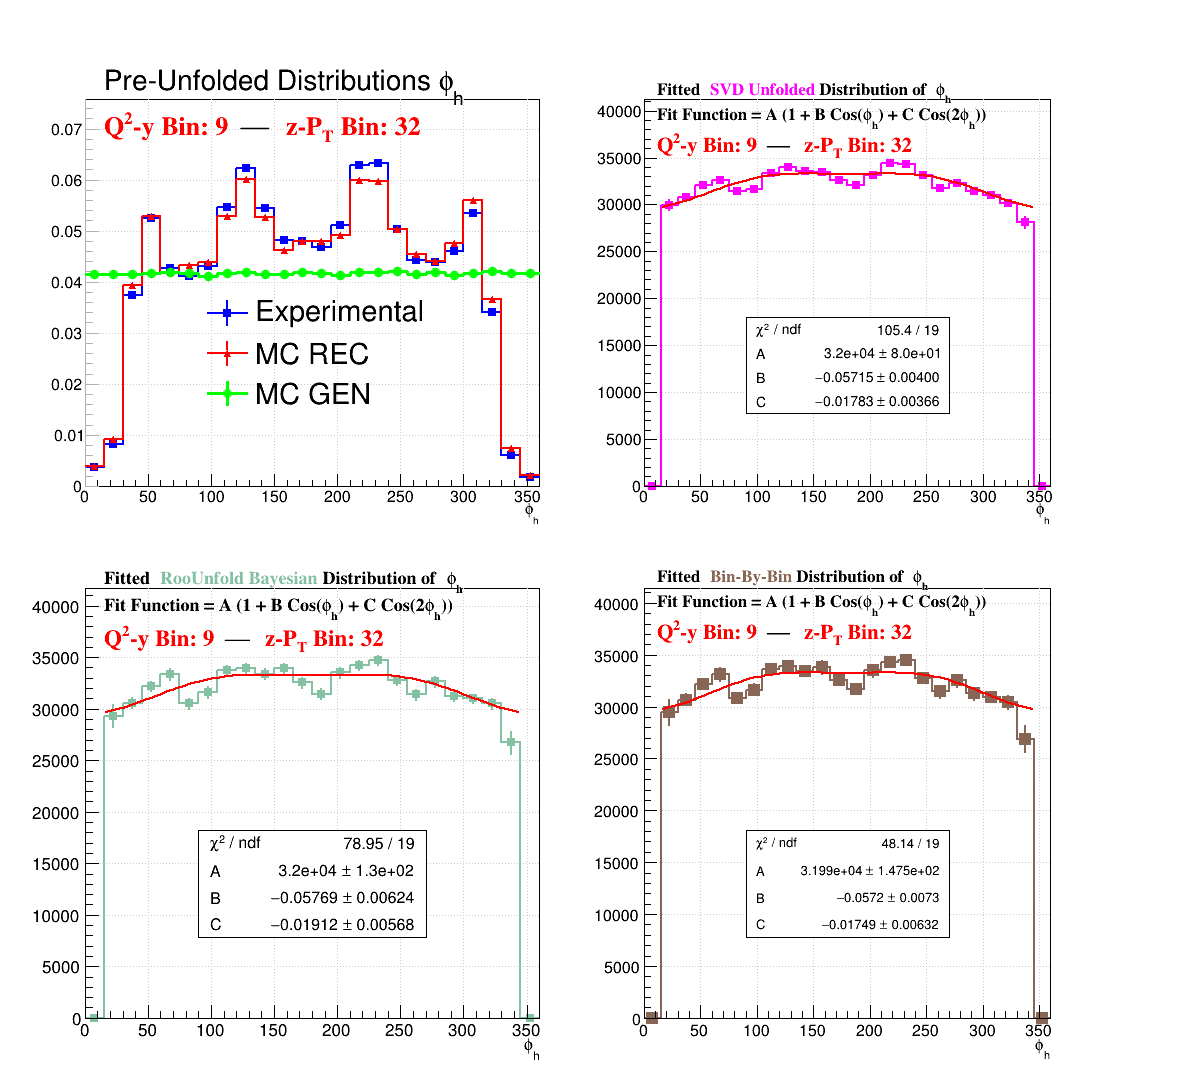 Pre-Unfolded Distributions ϕh
Q²-y Bin: 9 — z-PT Bin: 32
0.07
0.06
0.05
0.04
0.03
0.02
0.01
0
Experimental
MC REC
MC GEN
0 50 100 150 200 250 300 350
ϕh
Fitted SVD Unfolded Distribution of ϕh
Fit Function = A (1 + B Cos(ϕh) + C Cos(2ϕh))
Q²-y Bin: 9 — z-PT Bin: 32
40000
35000
30000
25000
20000
15000
10000
5000
0
χ² / ndf 105.4 / 19
A 3.2e+04 ± 8.0e+01
B −0.05715 ± 0.00400
C −0.01783 ± 0.00366
0 50 100 150 200 250 300 350
ϕh
Fitted RooUnfold Bayesian Distribution of ϕh
Fit Function = A (1 + B Cos(ϕh) + C Cos(2ϕh))
Q²-y Bin: 9 — z-PT Bin: 32
40000
35000
30000
25000
20000
15000
10000
5000
0
χ² / ndf 78.95 / 19
A 3.2e+04 ± 1.3e+02
B −0.05769 ± 0.00624
C −0.01912 ± 0.00568
0 50 100 150 200 250 300 350
ϕh
Fitted Bin-By-Bin Distribution of ϕh
Fit Function = A (1 + B Cos(ϕh) + C Cos(2ϕh))
Q²-y Bin: 9 — z-PT Bin: 32
40000
35000
30000
25000
20000
15000
10000
5000
0
χ² / ndf 48.14 / 19
A 3.199e+04 ± 1.475e+02
B −0.0572 ± 0.0073
C −0.01749 ± 0.00632
0 50 100 150 200 250 300 350
ϕh